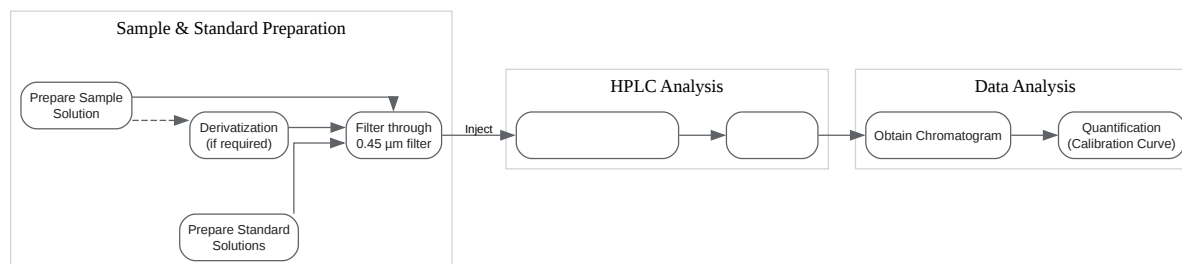 Sample & Standard Preparation
Prepare Sample
Solution
Derivatization
(if required)
Filter through
0.45 µm filter
Prepare Standard
Solutions
Inject
HPLC Analysis
Data Analysis
Obtain Chromatogram
Quantification
(Calibration Curve)